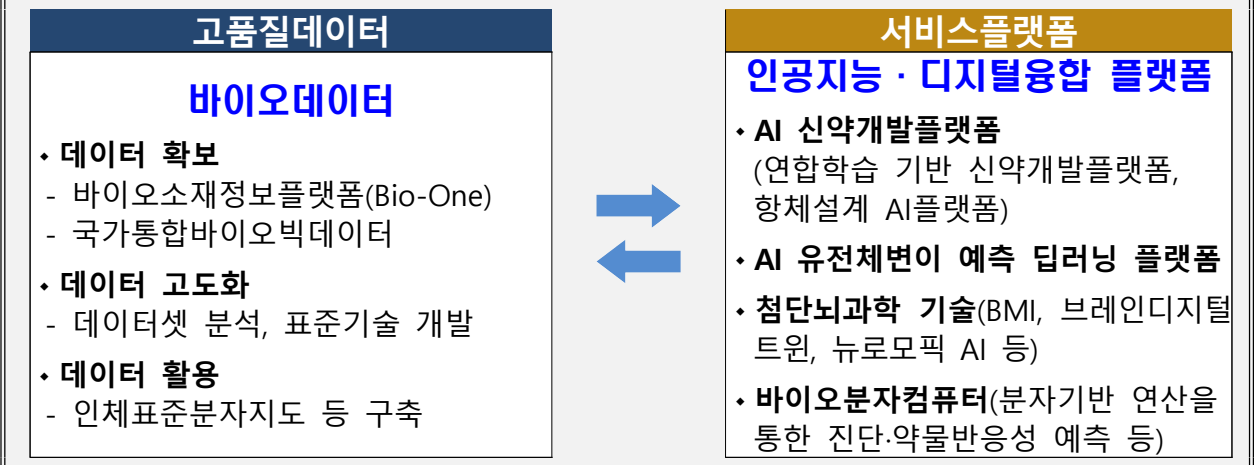 고품질데이터
바이오데이터
⬩ 데이터 확보
- 바이오소재정보플랫폼(Bio-One)
- 국가통합바이오빅데이터
⬩ 데이터 고도화
- 데이터셋 분석, 표준기술 개발
⬩ 데이터 활용
- 인체표준분자지도 등 구축
서비스플랫폼
인공지능 · 디지털융합 플랫폼
⬩ AI 신약개발플랫폼
(연합학습 기반 신약개발플랫폼,
항체설계 AI플랫폼)
⬩ AI 유전체변이 예측 딥러닝 플랫폼
⬩ 첨단뇌과학 기술(BMI, 브레인디지털
트윈, 뉴로모픽 AI 등)
⬩ 바이오분자컴퓨터(분자기반 연산을
통한 진단·약물반응성 예측 등)